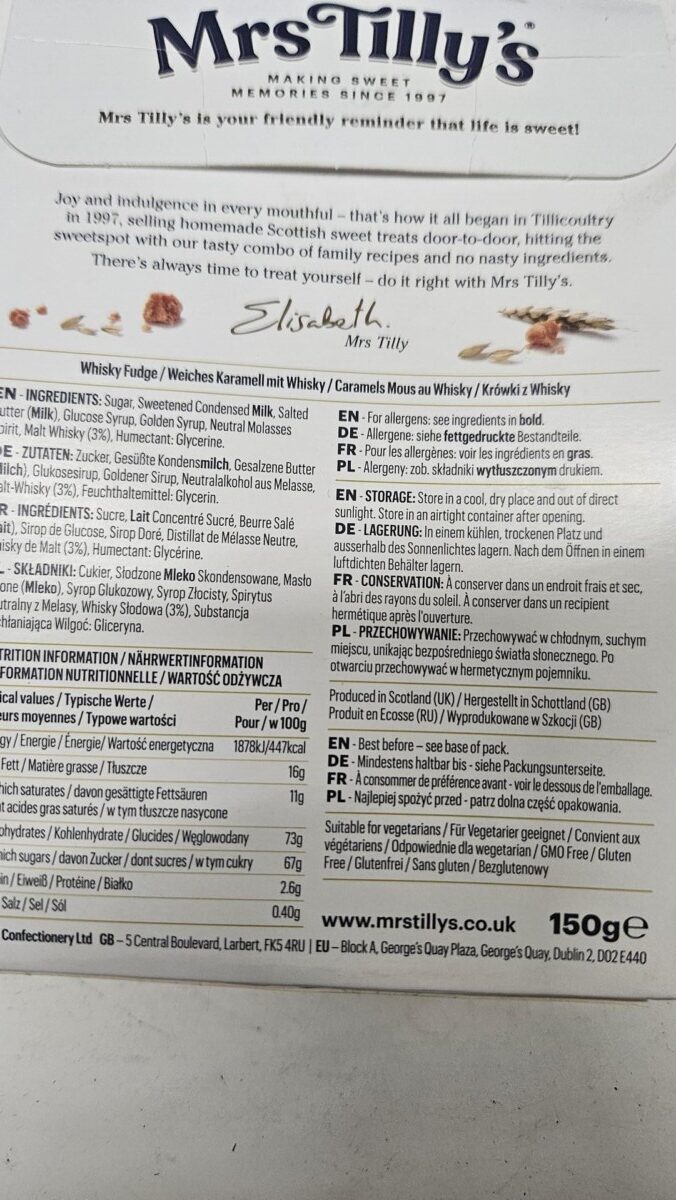 Mrs Tilly's®
MAKING SWEET
MEMORIES SINCE 1997
Mrs Tilly's is your friendly reminder that life is sweet!
Joy and indulgence in every mouthful – that's how it all began in Tillicoultry
in 1997, selling homemade Scottish sweet treats door-to-door, hitting the
sweetspot with our tasty combo of family recipes and no nasty ingredients.
There's always time to treat yourself – do it right with Mrs Tilly's.
Elisabeth.
Mrs Tilly
Whisky Fudge / Weiches Karamell mit Whisky / Caramels Mous au Whisky / Krówki z Whisky
EN - INGREDIENTS: Sugar, Sweetened Condensed Milk, Salted
utter (Milk), Glucose Syrup, Golden Syrup, Neutral Molasses
pirit, Malt Whisky (3%), Humectant: Glycerine.
DE - ZUTATEN: Zucker, Gesüßte Kondensmilch, Gesalzene Butter
ilch), Glukosesirup, Goldener Sirup, Neutralalkohol aus Melasse,
alt-Whisky (3%), Feuchthaltemittel: Glycerin.
R - INGRÉDIENTS: Sucre, Lait Concentré Sucré, Beurre Salé
ait), Sirop de Glucose, Sirop Doré, Distillat de Mélasse Neutre,
isky de Malt (3%), Humectant: Glycérine.
- SKŁADNIKI: Cukier, Słodzone Mleko Skondensowane, Masło
one (Mleko), Syrop Glukozowy, Syrop Złocisty, Spirytus
utralny z Melasy, Whisky Słodowa (3%), Substancja
chłaniająca Wilgoć: Gliceryna.
TRITION INFORMATION / NÄHRWERTINFORMATION
FORMATION NUTRITIONNELLE / WARTOŚĆ ODŻYWCZA
ical values / Typische Werte / Per / Pro /
eurs moyennes / Typowe wartości Pour / w 100g
gy / Energie / Énergie/ Wartość energetyczna 1878kJ/447kcal
Fett / Matière grasse / Tłuszcze 16g
hich saturates / davon gesättigte Fettsäuren 11g
t acides gras saturés / w tym tłuszcze nasycone
ohydrates / Kohlenhydrate / Glucides / Węglowodany 73g
ich sugars / davon Zucker / dont sucres / w tym cukry 67g
in / Eiweiß / Protéine / Białko 2.6g
Salz / Sel / Sól 0.40g
EN - For allergens: see ingredients in bold.
DE - Allergene: siehe fettgedruckte Bestandteile.
FR - Pour les allergènes: voir les ingrédients en gras.
PL - Alergeny: zob. składniki wytłuszczonym drukiem.
EN - STORAGE: Store in a cool, dry place and out of direct
sunlight. Store in an airtight container after opening.
DE - LAGERUNG: In einem kühlen, trockenen Platz und
ausserhalb des Sonnenlichtes lagern. Nach dem Öffnen in einem
luftdichten Behälter lagern.
FR - CONSERVATION: À conserver dans un endroit frais et sec,
à l'abri des rayons du soleil. À conserver dans un recipient
hermétique après l'ouverture.
PL - PRZECHOWYWANIE: Przechowywać w chłodnym, suchym
miejscu, unikając bezpośredniego światła słonecznego. Po
otwarciu przechowywać w hermetycznym pojemniku.
Produced in Scotland (UK) / Hergestellt in Schottland (GB)
Produit en Ecosse (RU) / Wyprodukowane w Szkocji (GB)
EN - Best before – see base of pack.
DE - Mindestens haltbar bis - siehe Packungsunterseite.
FR - À consommer de préférence avant - voir le dessous de l'emballage.
PL - Najlepiej spożyć przed - patrz dolna część opakowania.
Suitable for vegetarians / Für Vegetarier geeignet / Convient aux
végétariens / Odpowiednie dla wegetarian / GMO Free / Gluten
Free / Glutenfrei / Sans gluten / Bezglutenowy
www.mrstillys.co.uk 150g℮
Confectionery Ltd GB – 5 Central Boulevard, Larbert, FK5 4RU | EU – Block A, George's Quay Plaza, George's Quay, Dublin 2, D02 E440